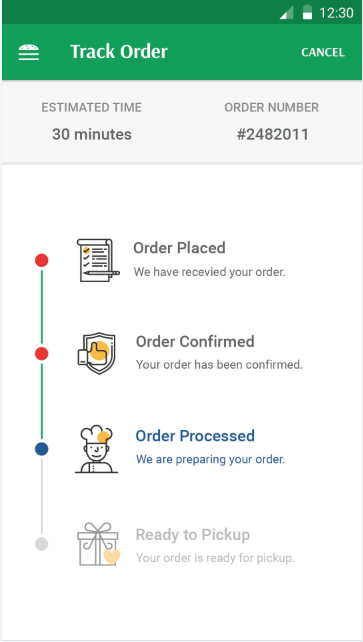 12:30
Track Order
CANCEL
ESTIMATED TIME
ORDER NUMBER
30 minutes
#2482011
Order Placed
We have recevied your order.
Order Confirmed
Your order has been confirmed.
Order Processed
We are preparing your order.
Ready to Pickup
Your order is ready for pickup.